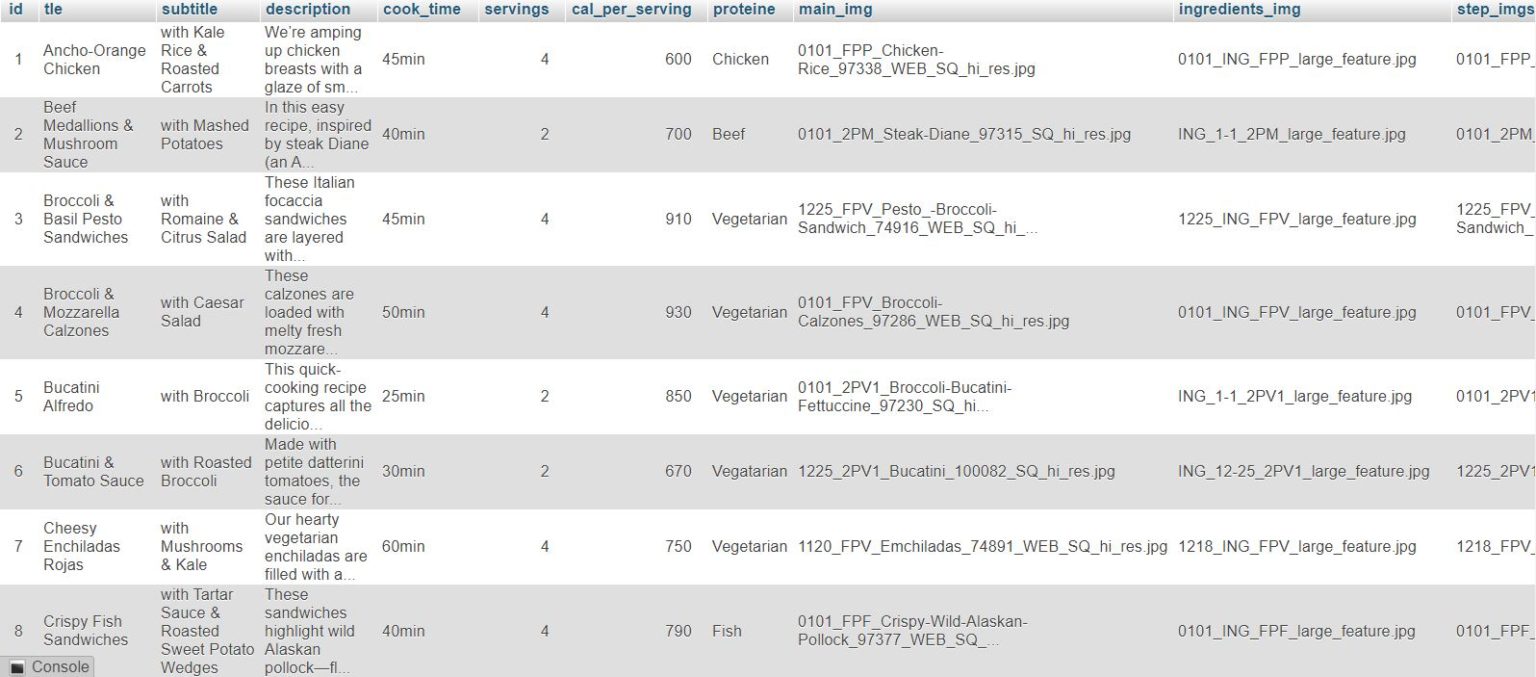 id tle subtitle description cook_time servings cal_per_serving proteine main_img ingredients_img step_imgs
1 Ancho-Orange Chicken with Kale Rice & Roasted Carrots We're amping up chicken breasts with a glaze of sm... 45min 4 600 Chicken 0101_FPP_Chicken-Rice_97338_WEB_SQ_hi_res.jpg 0101_ING_FPP_large_feature.jpg 0101_FPP_
2 Beef Medallions & Mushroom Sauce with Mashed Potatoes In this easy recipe, inspired by steak Diane (an A... 40min 2 700 Beef 0101_2PM_Steak-Diane_97315_SQ_hi_res.jpg ING_1-1_2PM_large_feature.jpg 0101_2PM_
3 Broccoli & Basil Pesto Sandwiches with Romaine & Citrus Salad These Italian focaccia sandwiches are layered with... 45min 4 910 Vegetarian 1225_FPV_Pesto_-Broccoli-Sandwich_74916_WEB_SQ_hi_... 1225_ING_FPV_large_feature.jpg 1225_FPV_ Sandwich_
4 Broccoli & Mozzarella Calzones with Caesar Salad These calzones are loaded with melty fresh mozzare... 50min 4 930 Vegetarian 0101_FPV_Broccoli-Calzones_97286_WEB_SQ_hi_res.jpg 0101_ING_FPV_large_feature.jpg 0101_FPV_
5 Bucatini Alfredo with Broccoli This quick-cooking recipe captures all the delicio... 25min 2 850 Vegetarian 0101_2PV1_Broccoli-Bucatini-Fettuccine_97230_SQ_hi... ING_1-1_2PV1_large_feature.jpg 0101_2PV1
6 Bucatini & Tomato Sauce with Roasted Broccoli Made with petite datterini tomatoes, the sauce for... 30min 2 670 Vegatarian 1225_2PV1_Bucatini_100082_SQ_hi_res.jpg ING_12-25_2PV1_large_feature.jpg 1225_2PV1
7 Cheesy Enchiladas Rojas with Mushrooms & Kale Our hearty vegetarian enchiladas are filled with a... 60min 4 750 Vegetarian 1120_FPV_Emchiladas_74891_WEB_SQ_hi_res.jpg 1218_ING_FPV_large_feature.jpg 1218_FPV_
8 Crispy Fish Sandwiches with Tartar Sauce & Roasted Sweet Potato Wedges These sandwiches highlight wild Alaskan pollock—fl... 40min 4 790 Fish 0101_FPF_Crispy-Wild-Alaskan-Pollock_97377_WEB_SQ_... 0101_ING_FPF_large_feature.jpg 0101_FPF_
Console